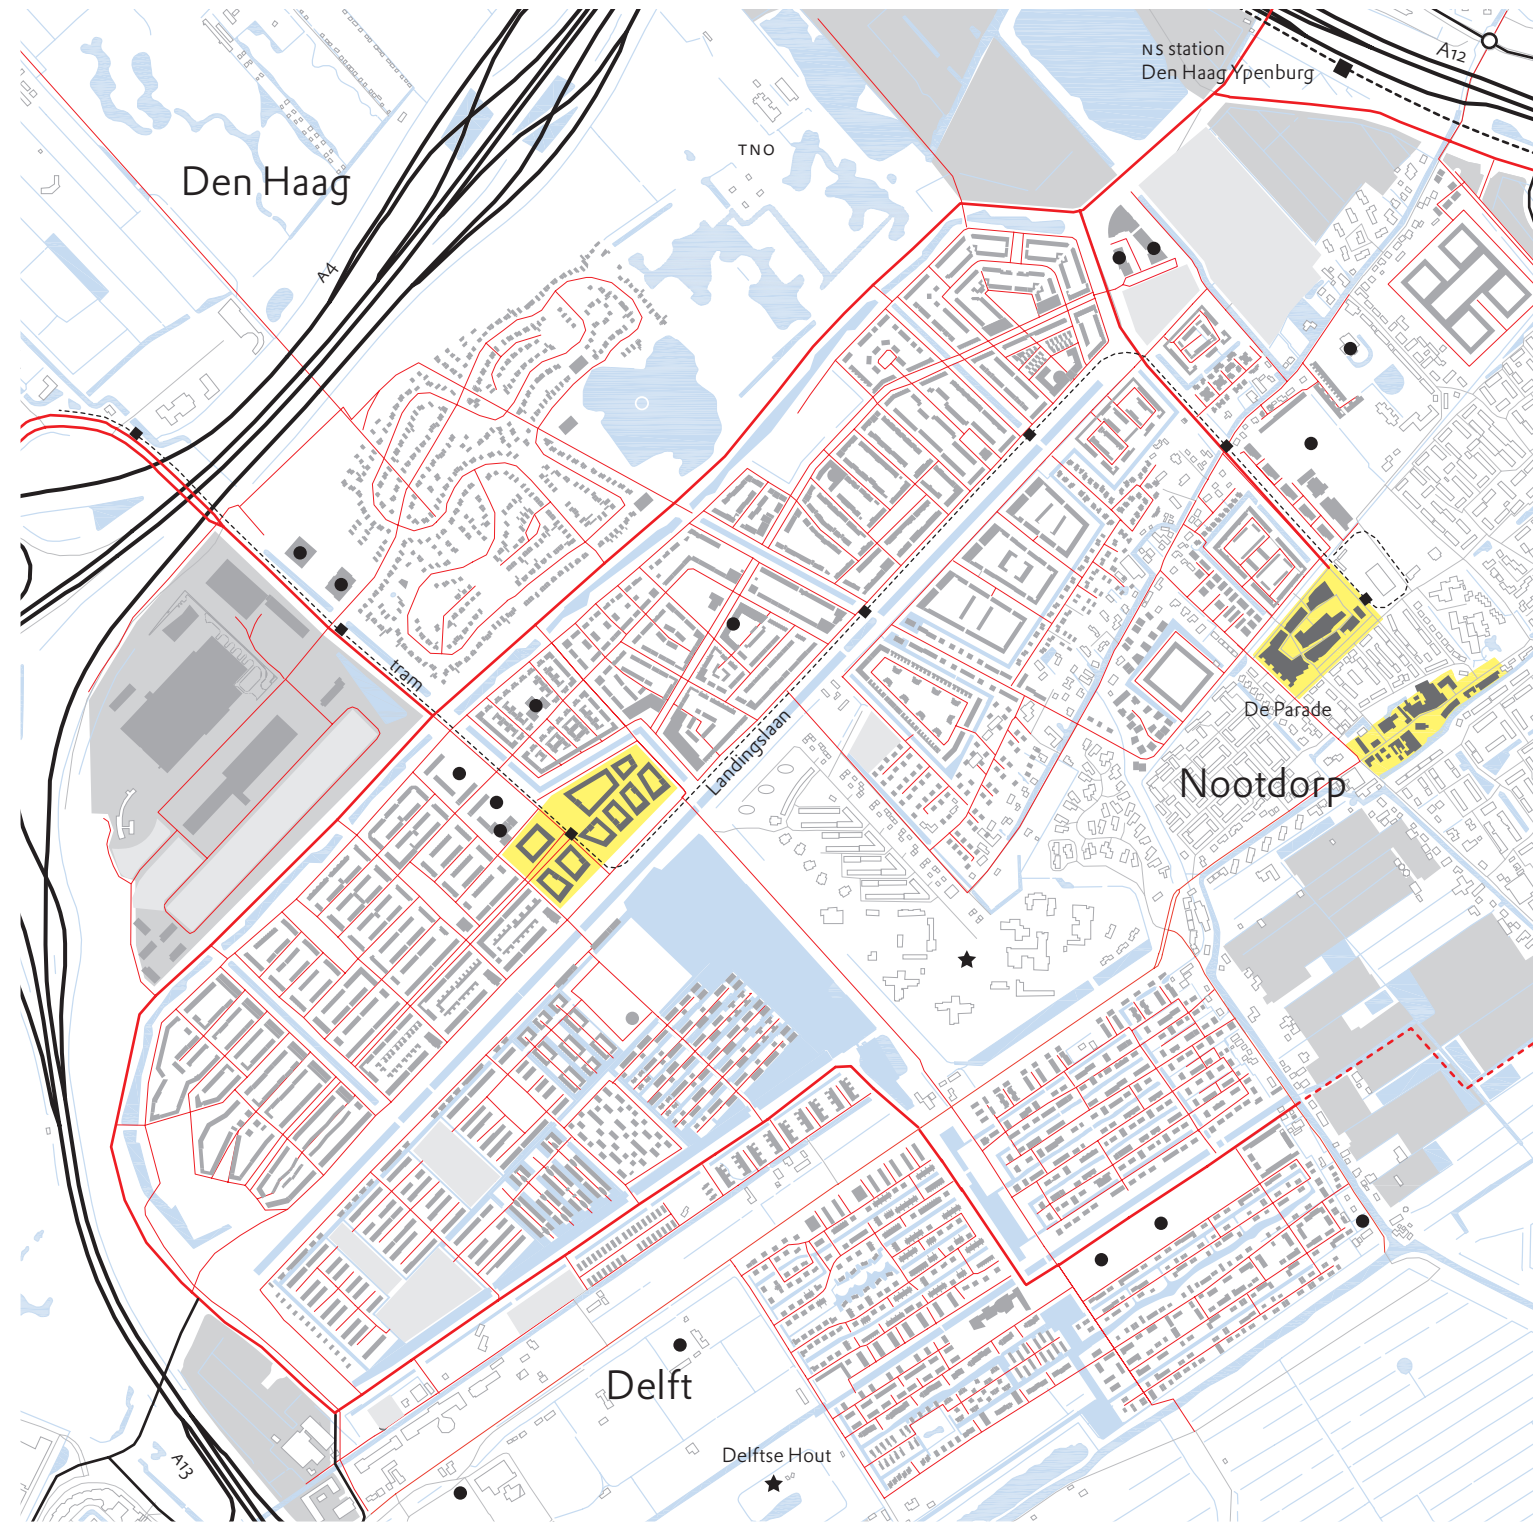 NS station
Den Haag Ypenburg
A12
TNO
Den Haag
A4
tram
Landingslaan
De Parade
Nootdorp
Delft
Delftse Hout
A13